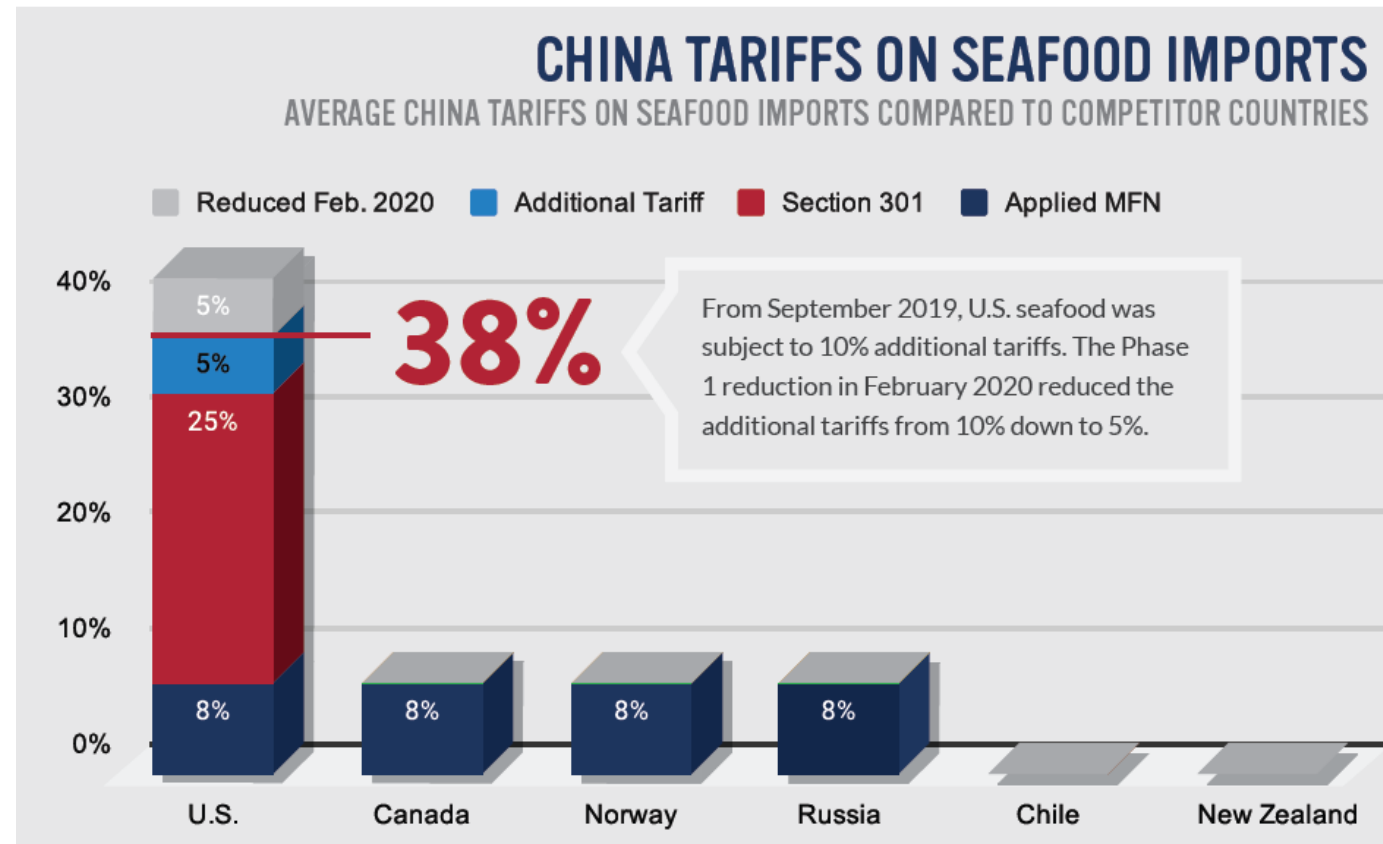 CHINA TARIFFS ON SEAFOOD IMPORTS
AVERAGE CHINA TARIFFS ON SEAFOOD IMPORTS COMPARED TO COMPETITOR COUNTRIES
Reduced Feb. 2020 Additional Tariff Section 301 Applied MFN
40%
5%
38%
From September 2019, U.S. seafood was
subject to 10% additional tariffs. The Phase
1 reduction in February 2020 reduced the
additional tariffs from 10% down to 5%.
5%
30%
25%
20%
10%
8% 8% 8% 8%
0%
U.S. Canada Norway Russia Chile New Zealand